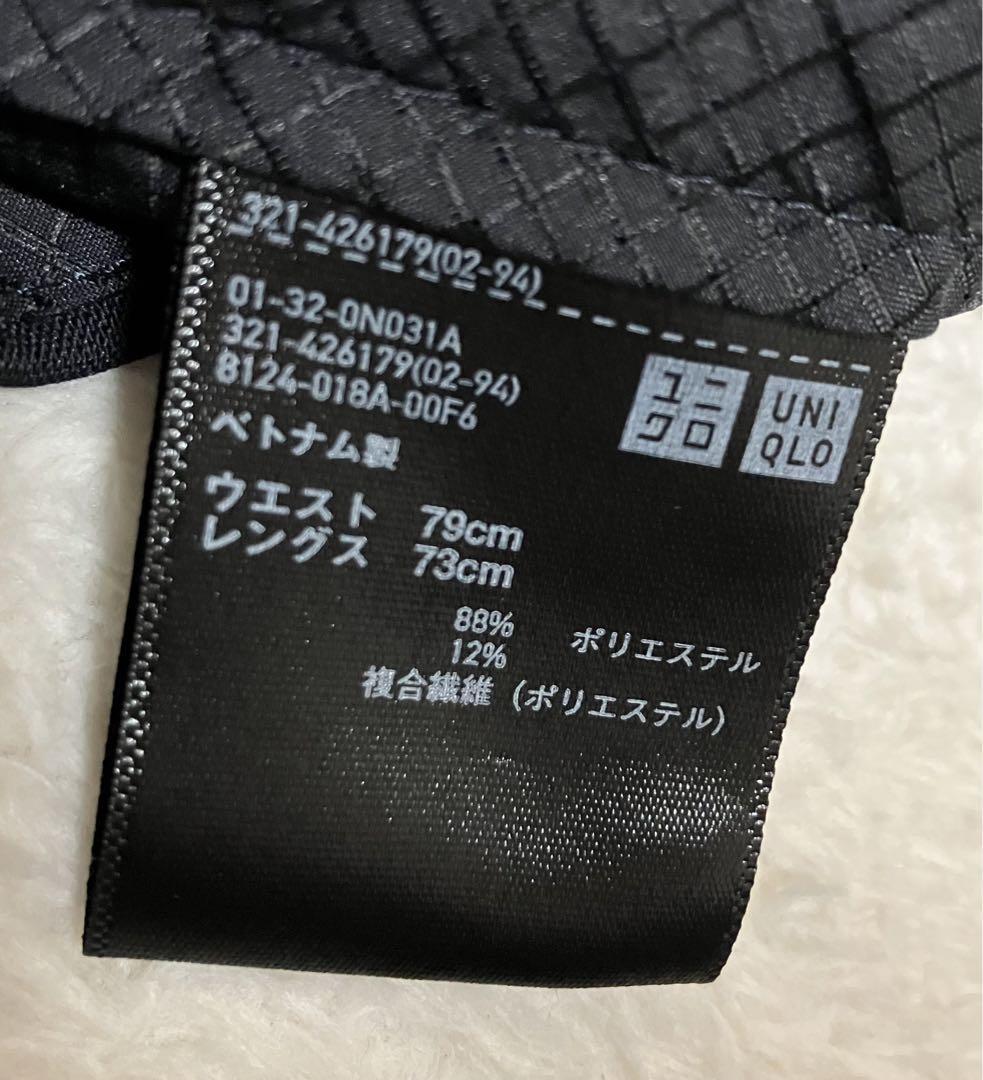 321-426179(02-94)
01-32-0N031A
321-426179(02-94)
8124-018A-00F6
ベトナム製
ユニ
クロ
UNI
QLO
ウエスト 79cm
レングス 73cm
88% ポリエステル
12%
複合繊維 (ポリエステル)